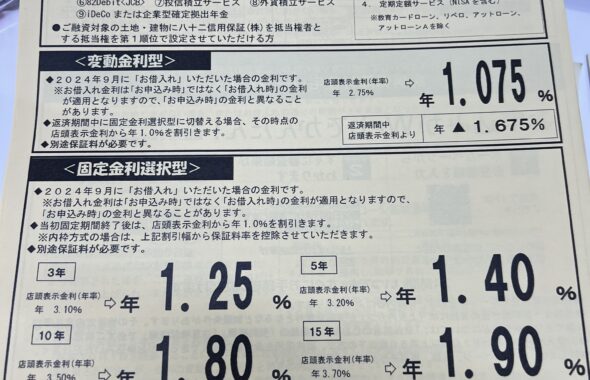 ⑥82Debit<JCB> ⑦投信積立サービス ⑧外貨積立サービス
⑨iDeCo または企業型確定拠出年金
●ご融資対象の土地・建物に八十二信用保証(株)を抵当権者と
する抵当権を第1順位で設定させていただける方
4. 定期定額サービス (NISAを含む)
※教育カードローン、リベロ、アットローン、
アットローンAを除く
<変動金利型>
◆2024年9月に「お借入れ」いただいた場合の金利です。
※お借入金利は「お申込み時」ではなく「お借入れ時」の金利
が適用となりますので、「お申込み時」の金利と異なること
があります。
◆返済期間中に固定金利選択型に切替える場合、その時点の
店頭表示金利から年1.0%を割引きます。
◆別途保証料が必要です。
店頭表示金利(年率)
年 2.75%
⇨ 年 1.075 %
返済期間中
店頭表示金利より
年 ▲1.675%
<固定金利選択型>
◆2024年9月に「お借入れ」いただいた場合の金利です。
※お借入金利は「お申込み時」ではなく「お借入れ時」の金利が適用となりますので、
「お申込み時」の金利と異なることがあります。
◆当初固定期間終了後は、店頭表示金利から年1.0%を割引きます。
※内枠方式の場合は、上記割引幅から保証料率を控除させていただきます。
◆別途保証料が必要です。
3年
店頭表示金利(年率)
年 3.10%
⇨ 年 1.25 %
5年
店頭表示金利(年率)
年 3.20%
⇨ 年 1.40 %
10年
店頭表示金利(年率)
年 3.50%
⇨ 年 1.80 %
15年
店頭表示金利(年率)
年 3.70%
⇨ 年 1.90 %